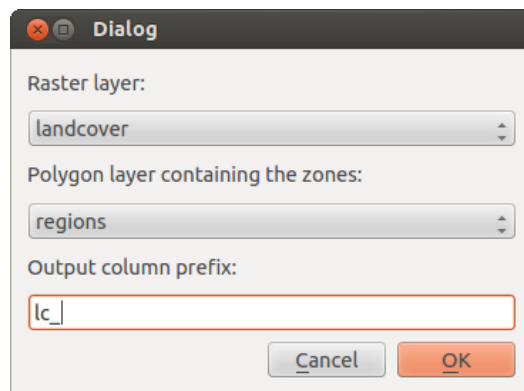 Dialog
Raster layer:
landcover
Polygon layer containing the zones:
regions
Output column prefix:
lc_
Cancel OK